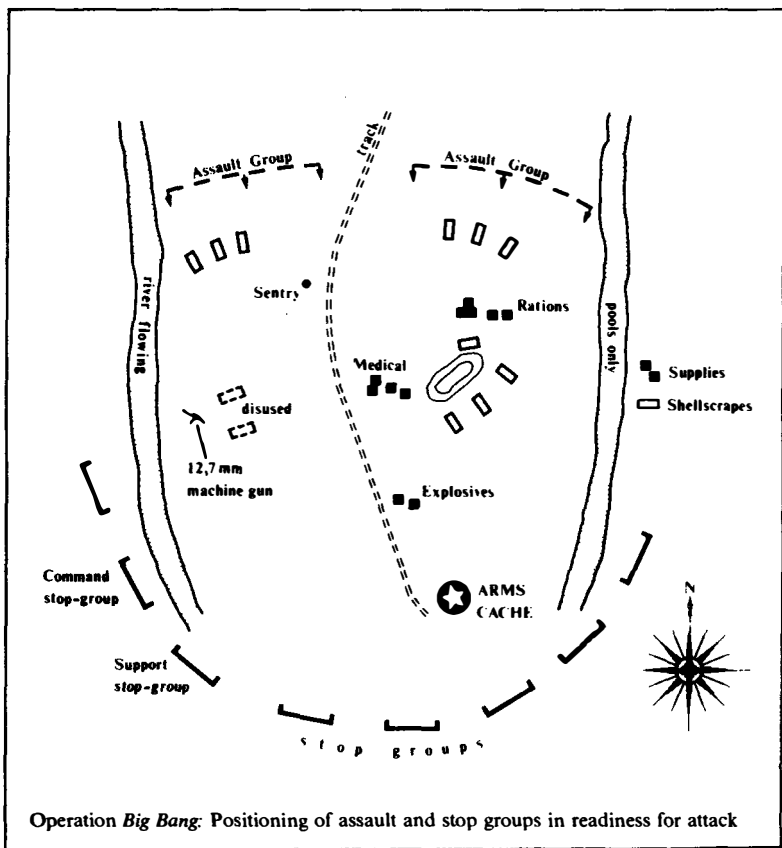 track
Assault Group
Assault Group
river flowing
Sentry
Rations
pools only
Medical
Supplies
disused
Shellscrapes
12,7 mm
machine gun
Explosives
Command
stop-group
ARMS
CACHE
N
Support
stop-group
stop groups
Operation Big Bang: Positioning of assault and stop groups in readiness for attack